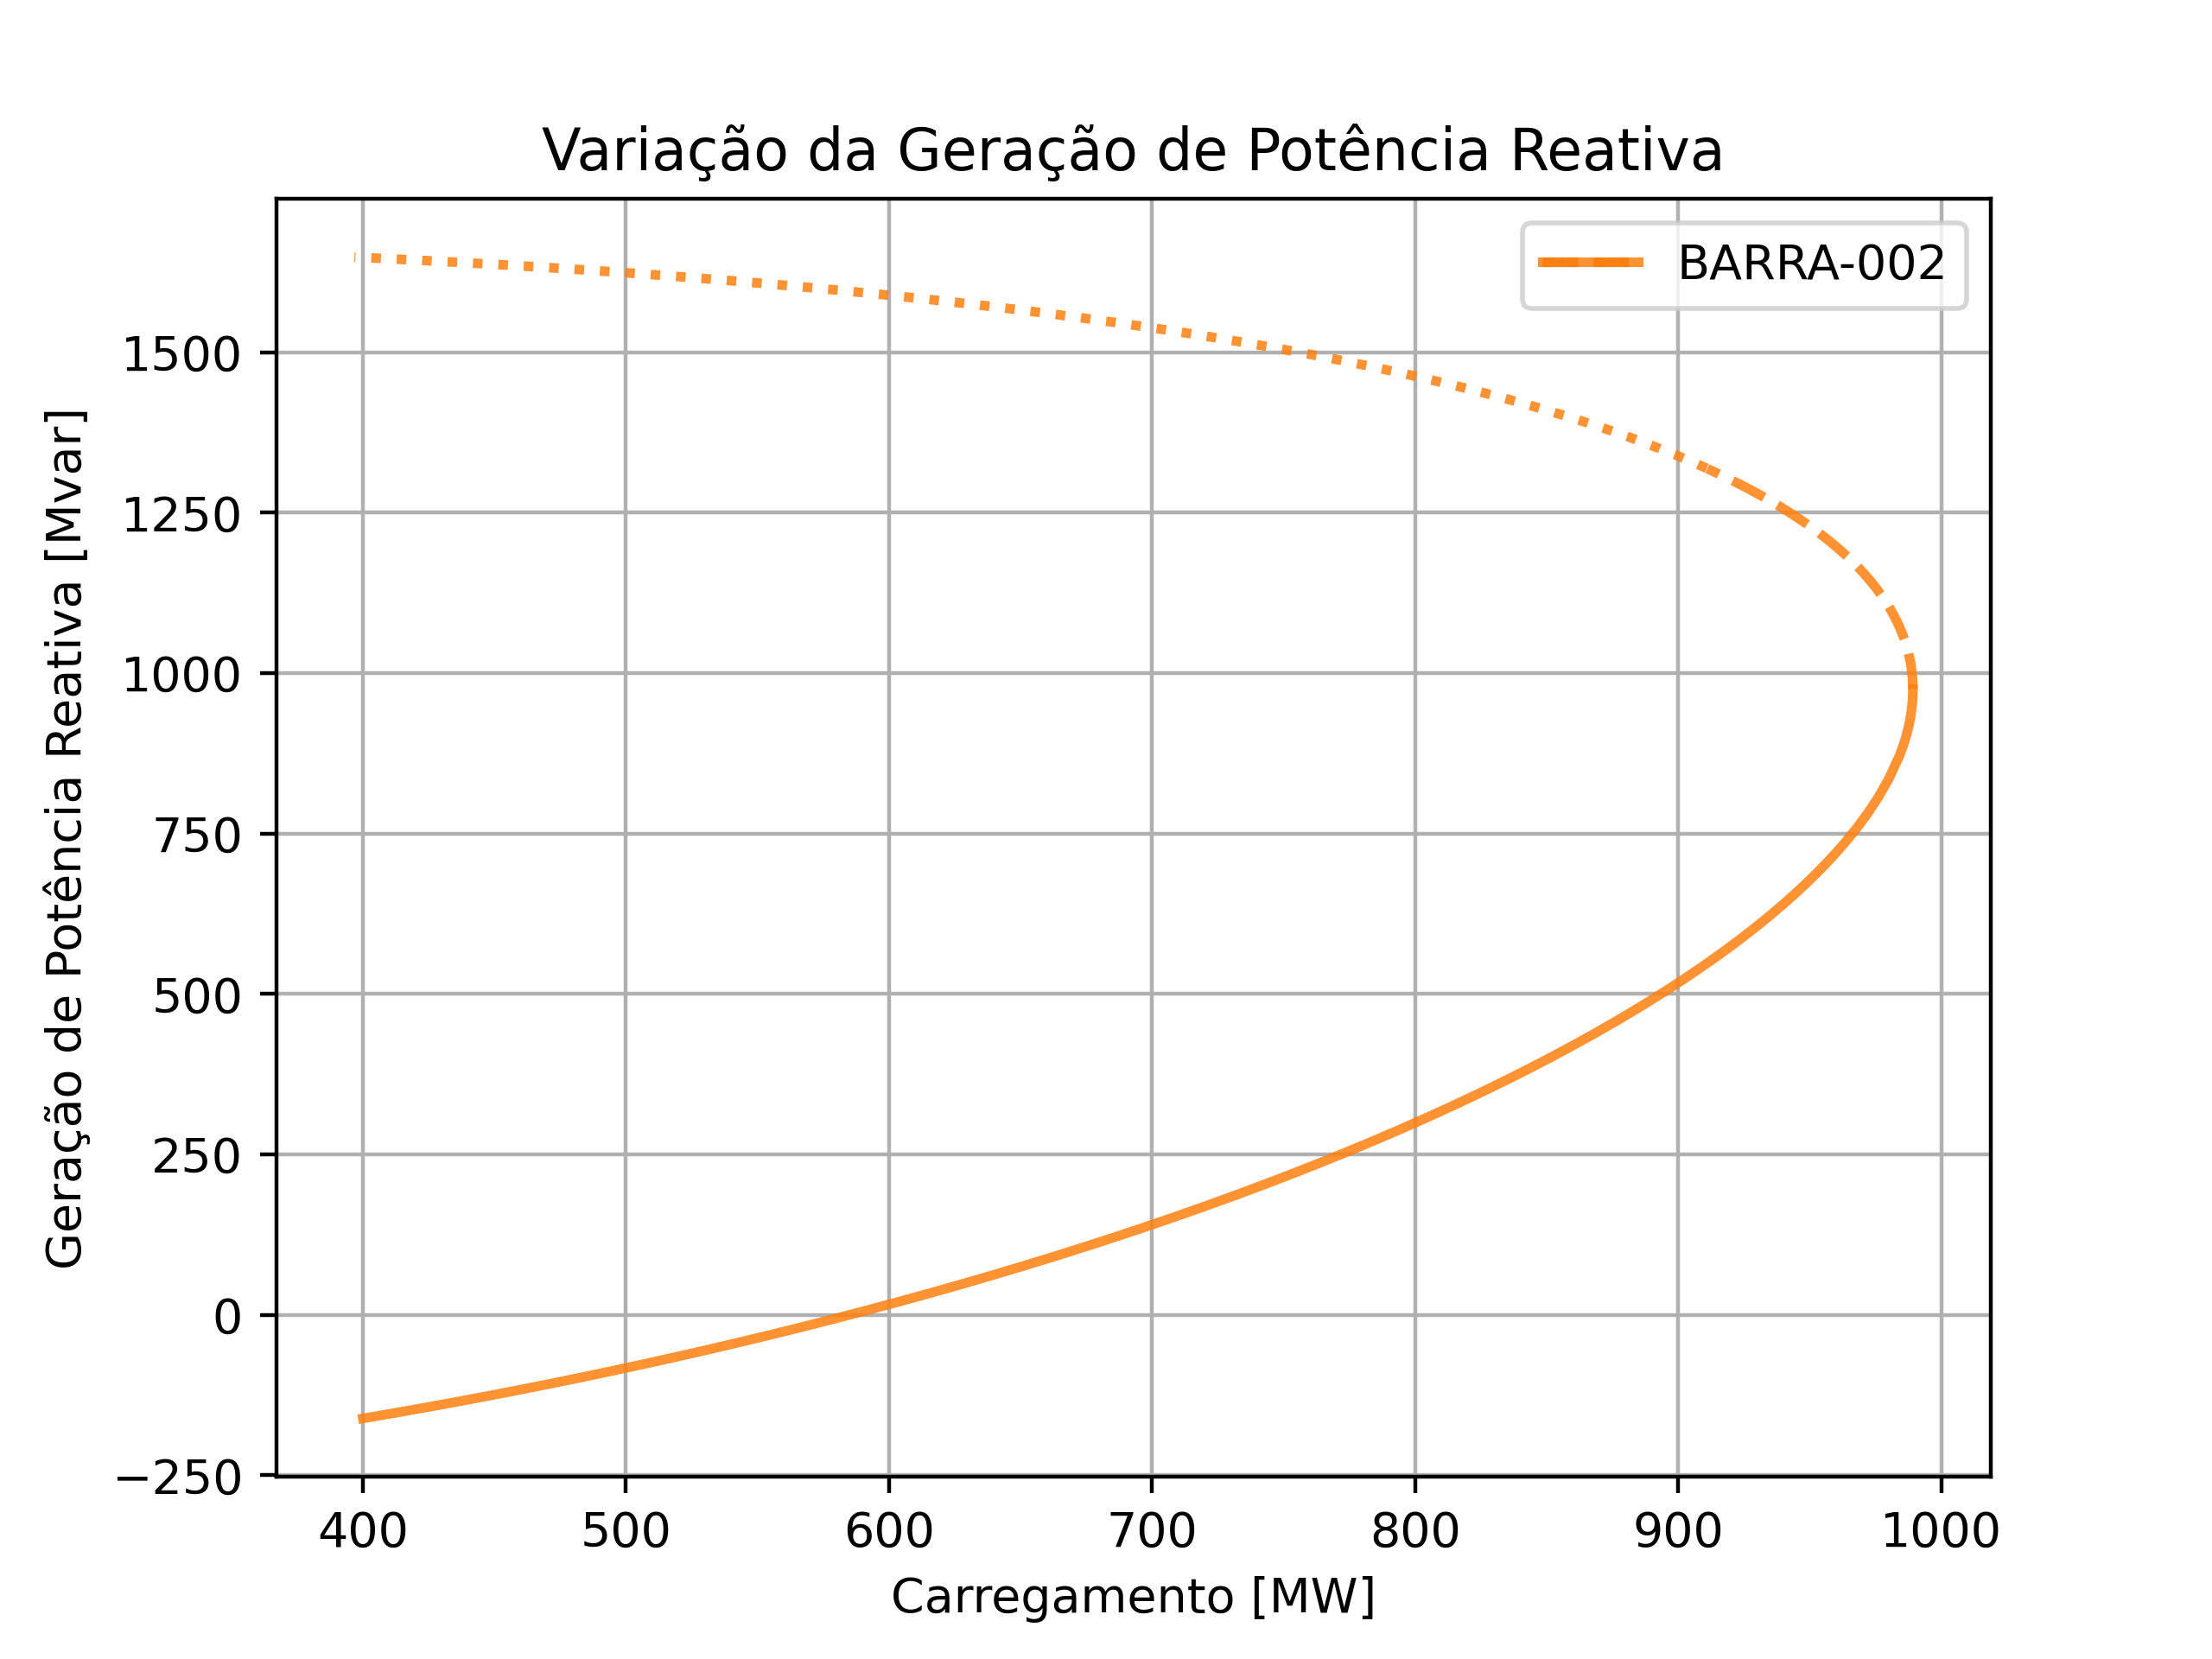 Variação da Geração de Potência Reativa
BARRA-002
Geração de Potência Reativa [Mvar]
1500
1250
1000
750
500
250
0
−250
400 500 600 700 800 900 1000
Carregamento [MW]